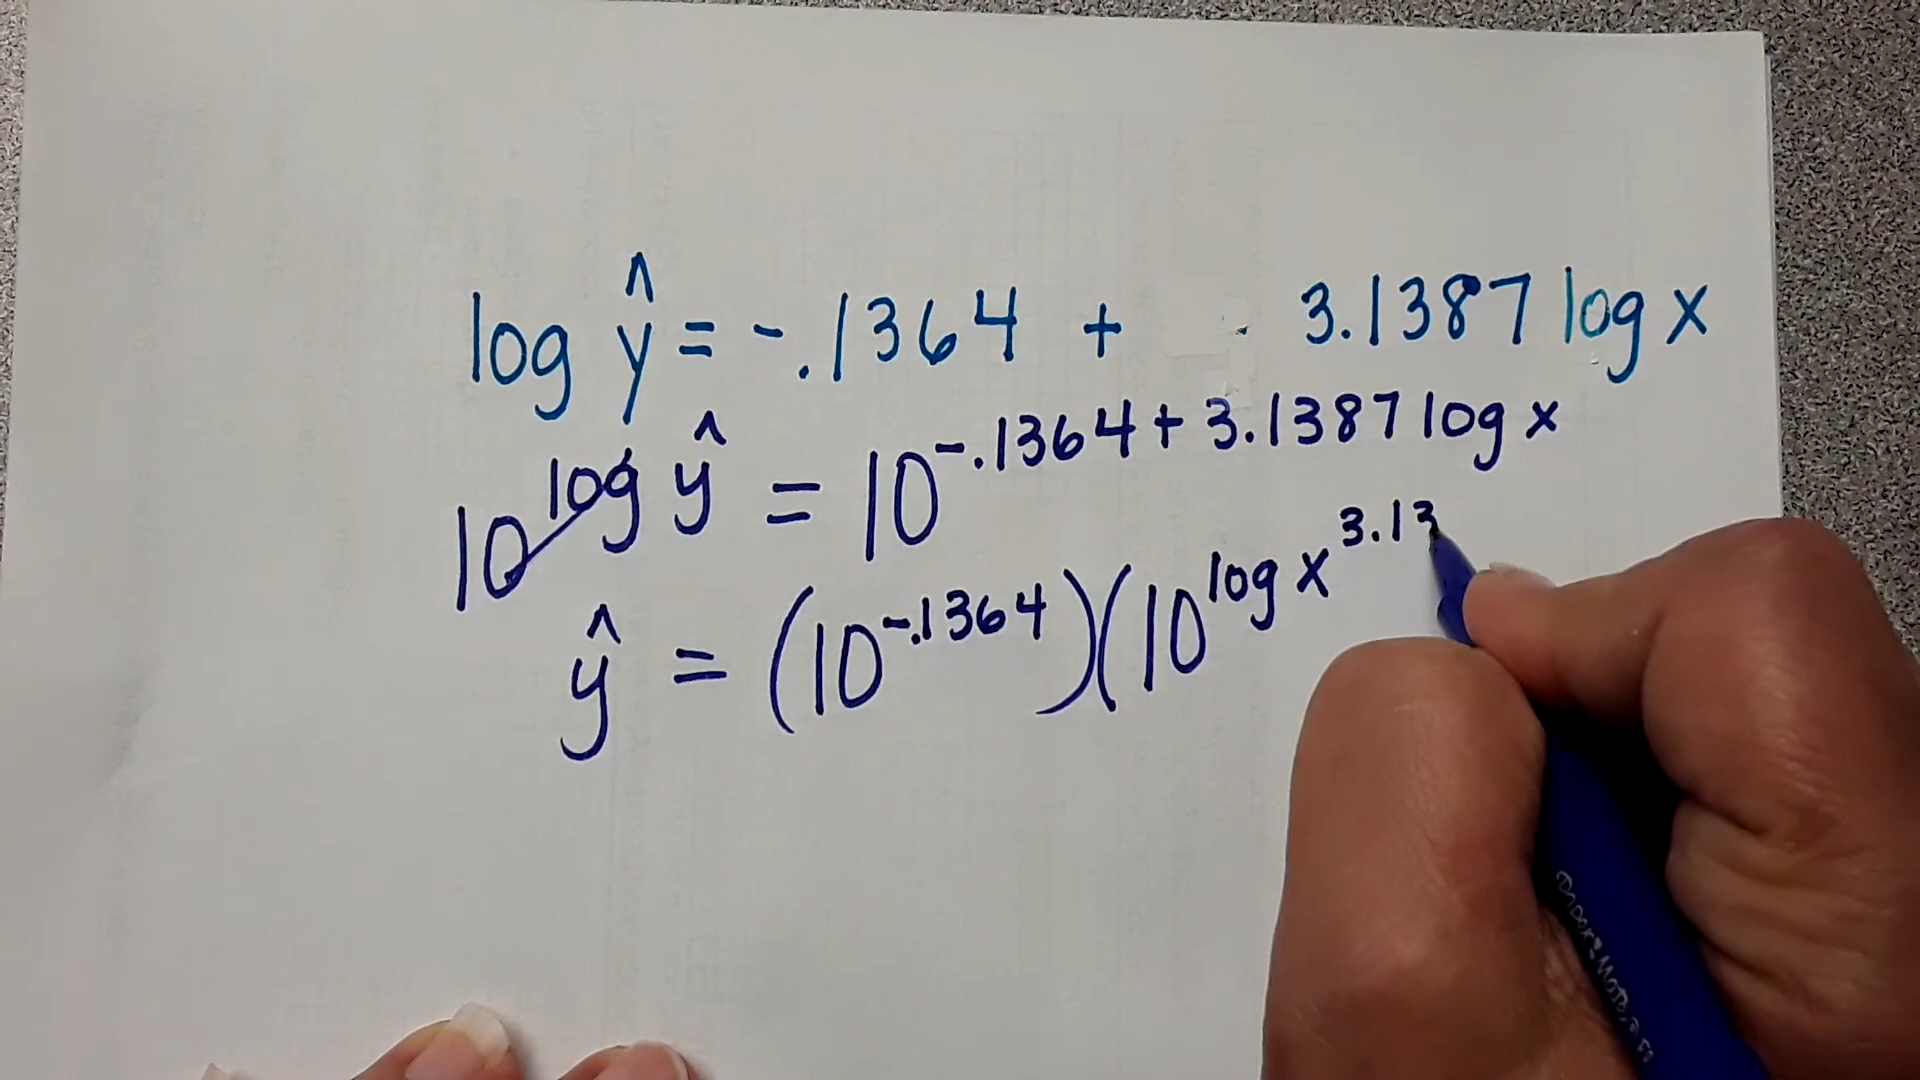 log ŷ = -.1364 + 3.1387 log x
10^log ŷ = 10^-.1364 + 3.1387 log x
ŷ = (10^-.1364)(10^log x^3.13